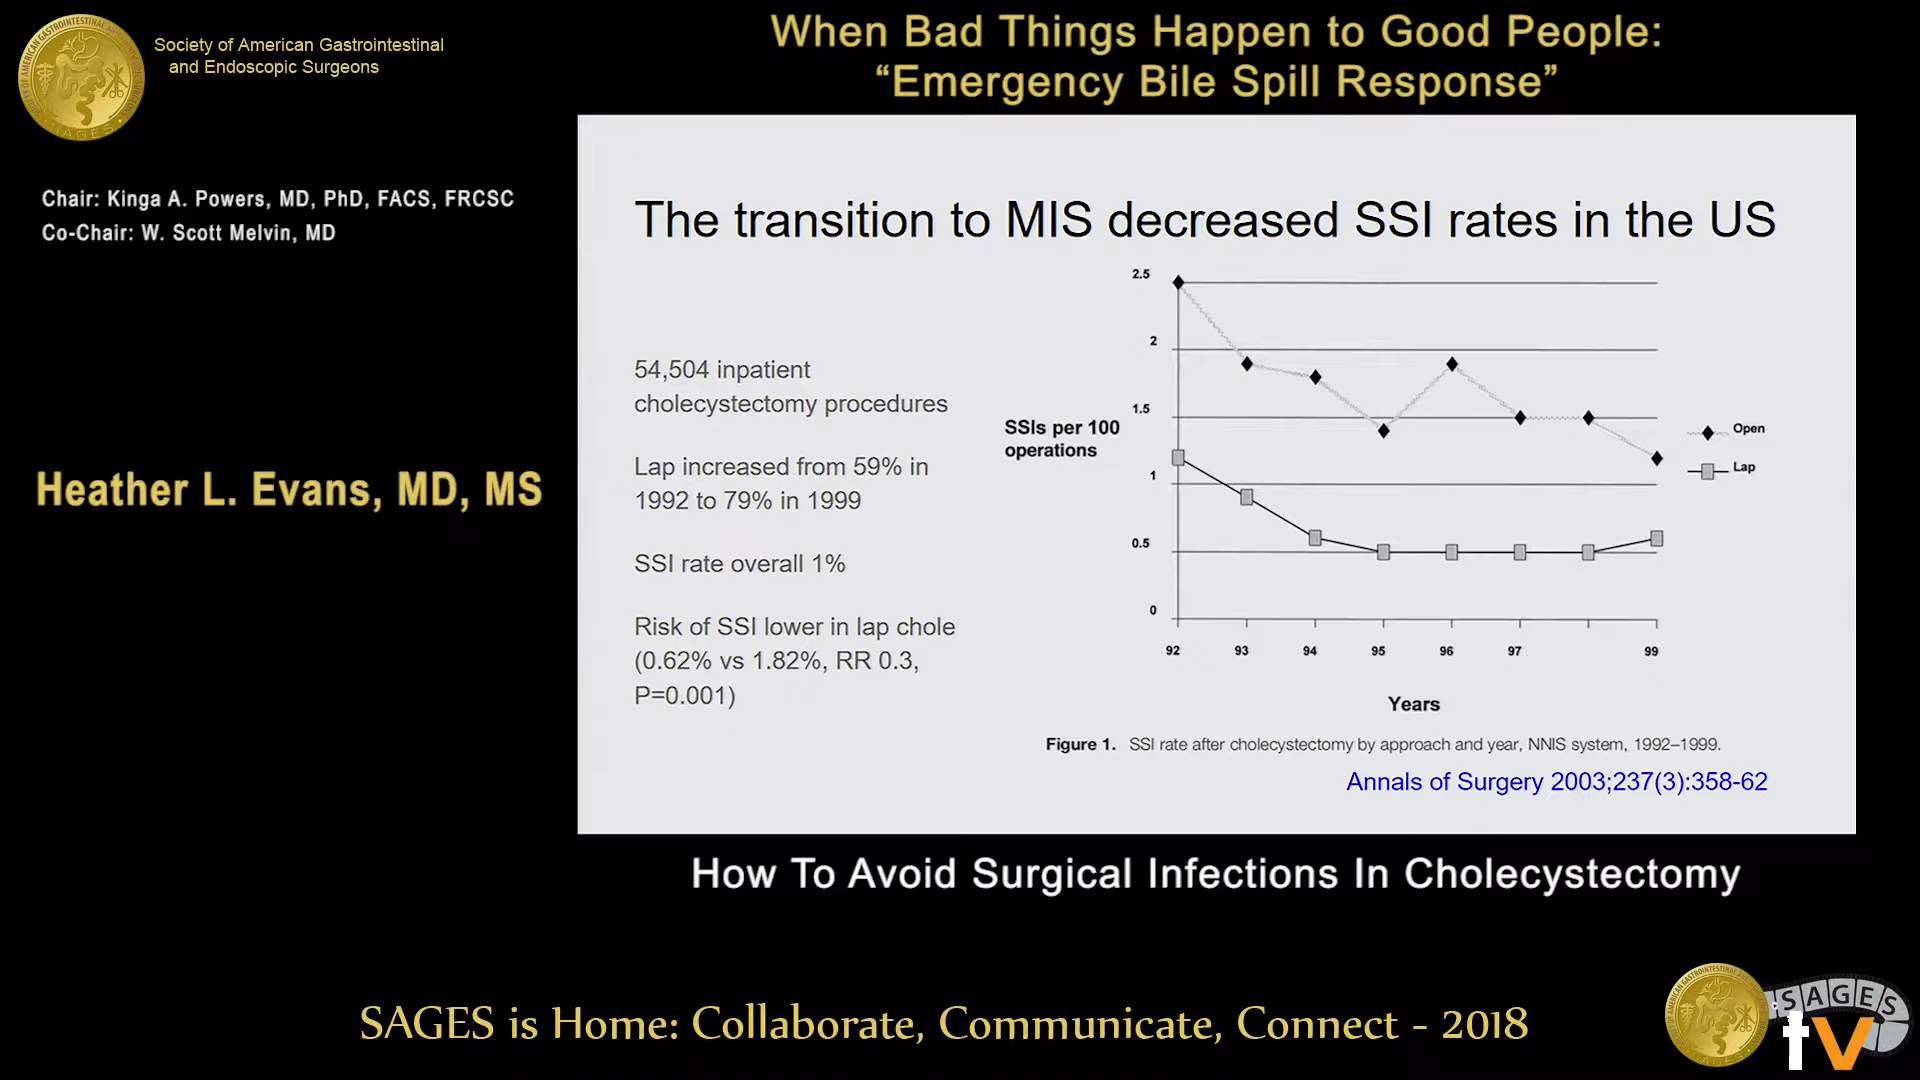 Society of American Gastrointestinal
and Endoscopic Surgeons
When Bad Things Happen to Good People:
“Emergency Bile Spill Response”
Chair: Kinga A. Powers, MD, PhD, FACS, FRCSC
Co-Chair: W. Scott Melvin, MD
Heather L. Evans, MD, MS
The transition to MIS decreased SSI rates in the US
54,504 inpatient
cholecystectomy procedures
Lap increased from 59% in
1992 to 79% in 1999
SSI rate overall 1%
Risk of SSI lower in lap chole
(0.62% vs 1.82%, RR 0.3,
P=0.001)
SSIs per 100
operations
2.5
2
1.5
1
0.5
0
92 93 94 95 96 97 99
Years
Open
Lap
Figure 1. SSI rate after cholecystectomy by approach and year, NNIS system, 1992–1999.
Annals of Surgery 2003;237(3):358-62
How To Avoid Surgical Infections In Cholecystectomy
SAGES is Home: Collaborate, Communicate, Connect - 2018
SAGES
tv